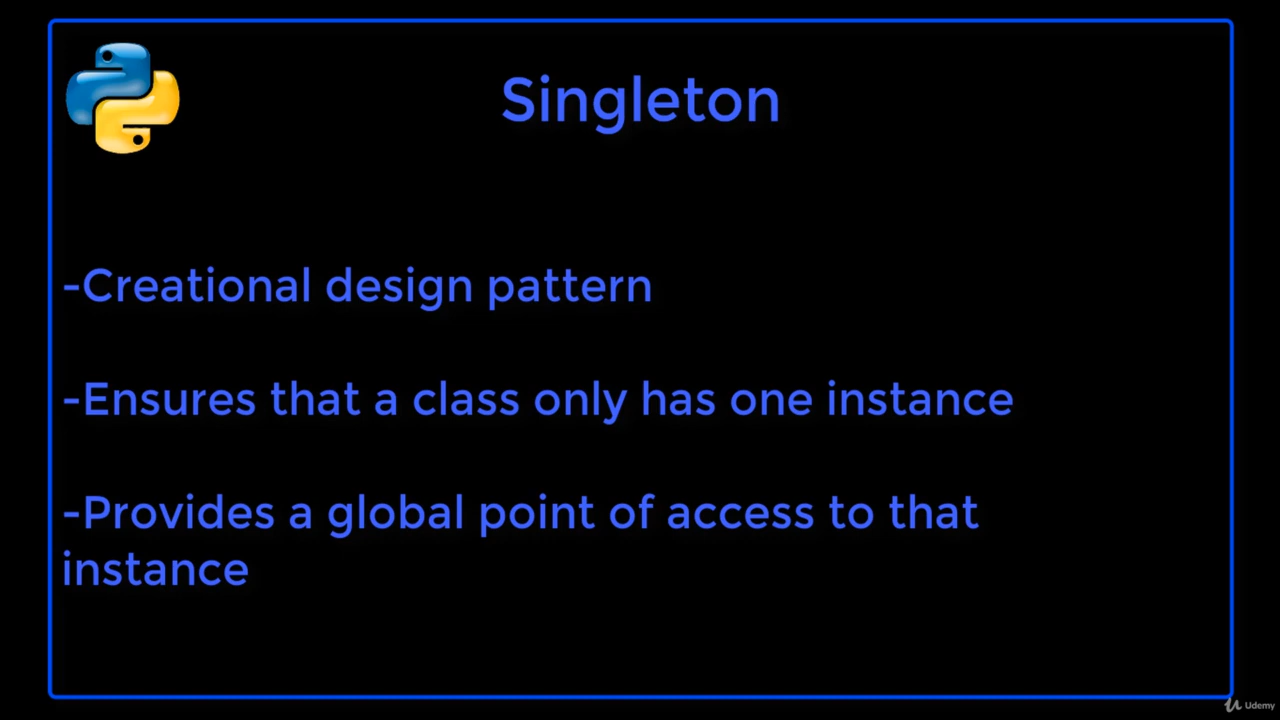 Singleton
-Creational design pattern
-Ensures that a class only has one instance
-Provides a global point of access to that
instance
Udemy